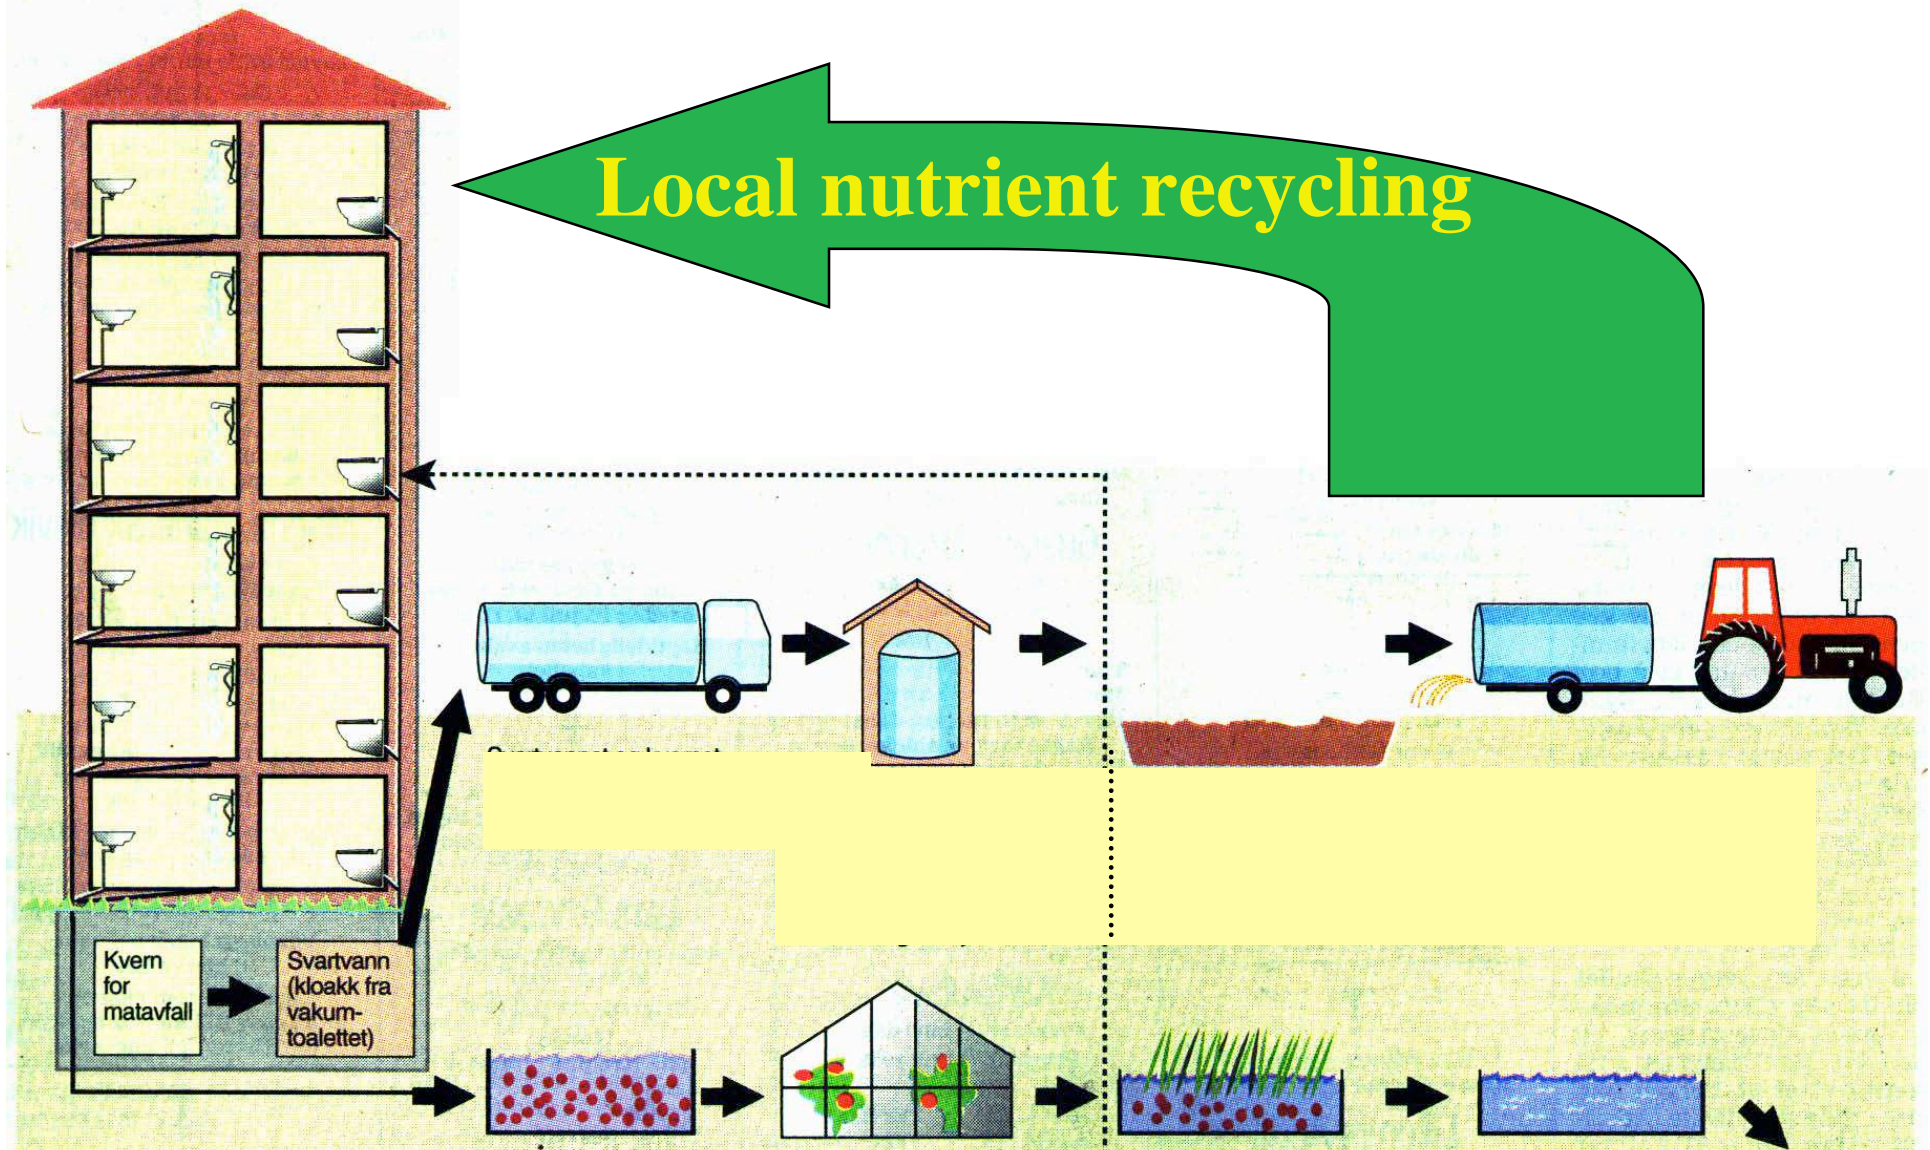 Local nutrient recycling
Kvern
for
matavfall
Svartvann
(kloakk fra
vakum-
toalettet)